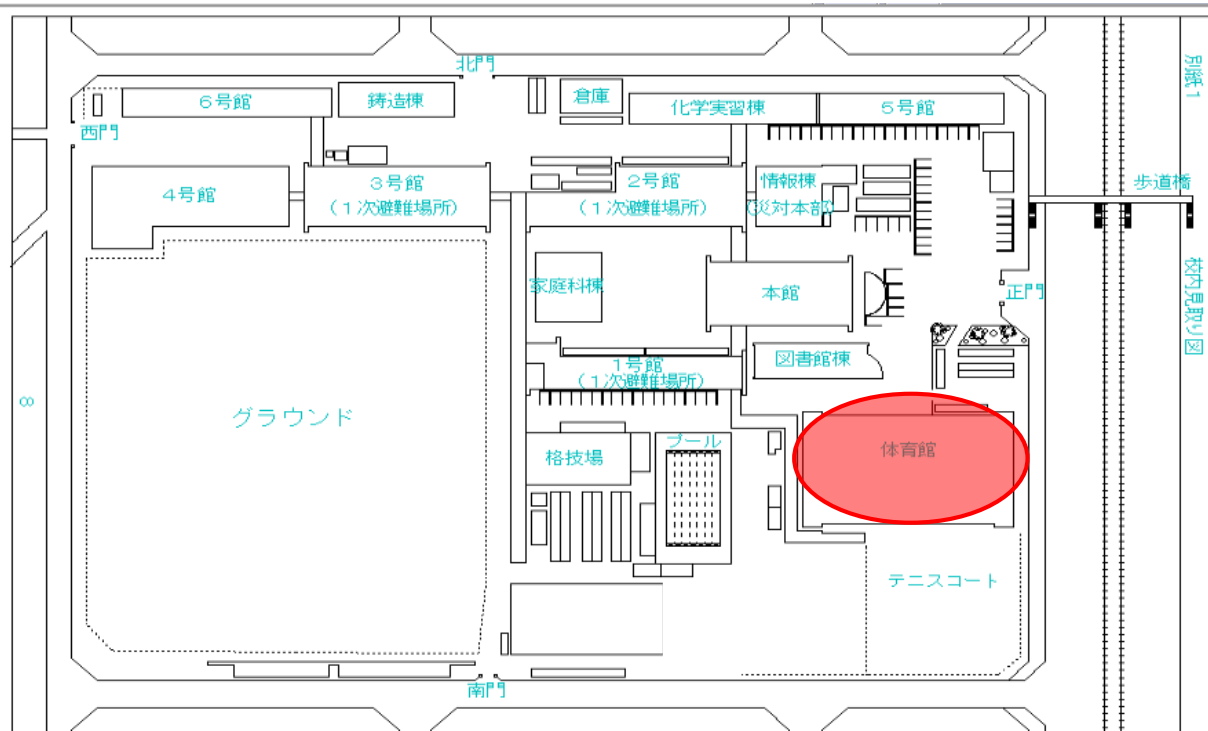 北門
別紙1
6号館
鋳造棟
倉庫
化学実習棟
5号館
西門
4号館
3号館
(1次避難場所)
2号館
(1次避難場所)
情報棟
(災対本部)
歩道橋
家庭科棟
本館
正門
校内見取り図
1号館
(1次避難場所)
図書館棟
8
グラウンド
格技場
プール
体育館
テニスコート
南門